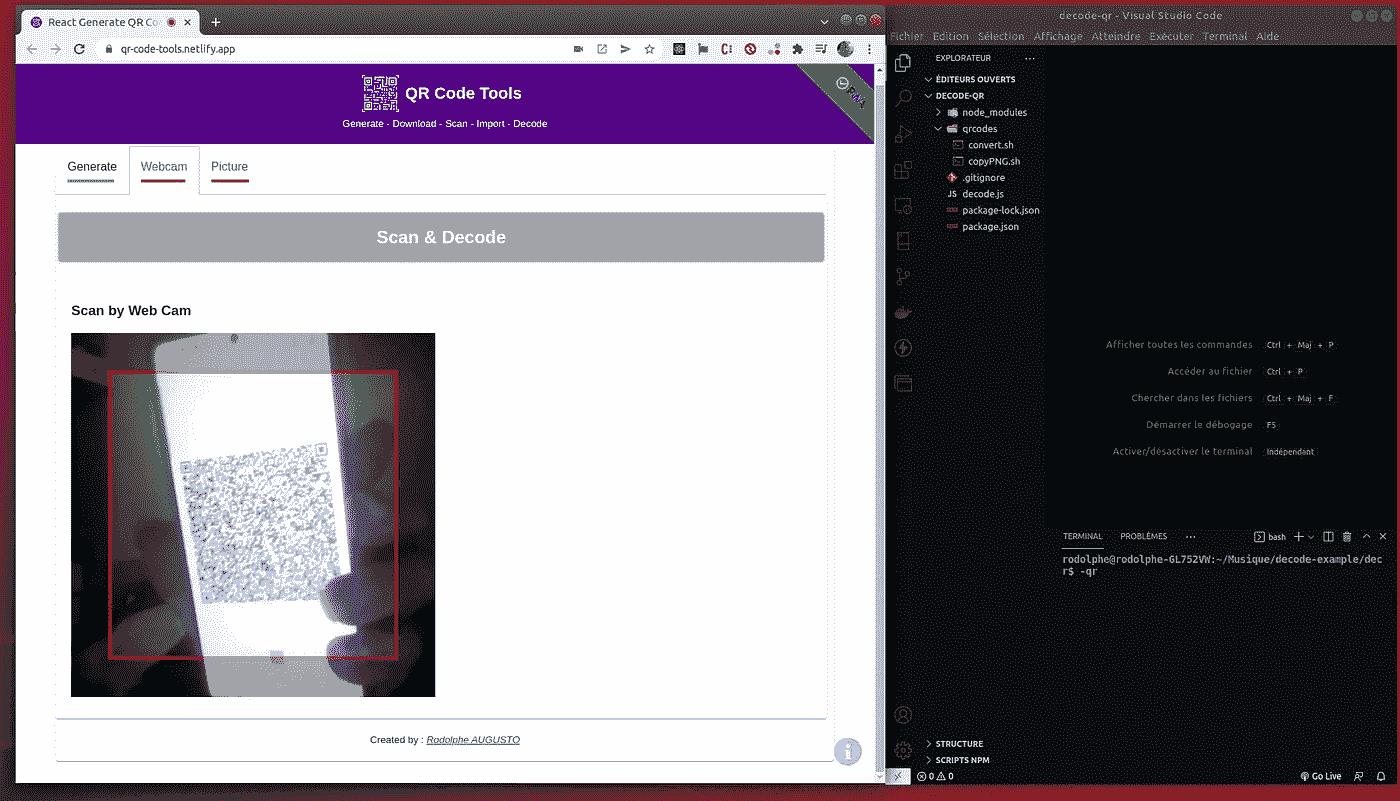 React Generate QR Co
qr-code-tools.netlify.app
QR Code Tools
Generate - Download - Scan - Import - Decode
Generate
Webcam
Picture
Scan & Decode
Scan by Web Cam
Created by : Rodolphe AUGUSTO
decode-qr - Visual Studio Code
Fichier Edition Sélection Affichage Atteindre Exécuter Terminal Aide
EXPLORATEUR
ÉDITEURS OUVERTS
DECODE-QR
node_modules
qrcodes
convert.sh
copyPNG.sh
.gitignore
JS decode.js
package-lock.json
package.json
Afficher toutes les commandes Ctrl + Maj + P
Accéder au fichier Ctrl + P
Chercher dans les fichiers Ctrl + Maj + F
Démarrer le débogage F5
Activer/désactiver le terminal Indépendant
TERMINAL PROBLÈMES ... bash
rodolphe@rodolphe-GL752VW:~/Musique/decode-example/dec
r$ -qr
STRUCTURE
SCRIPTS NPM
0 0 Go Live